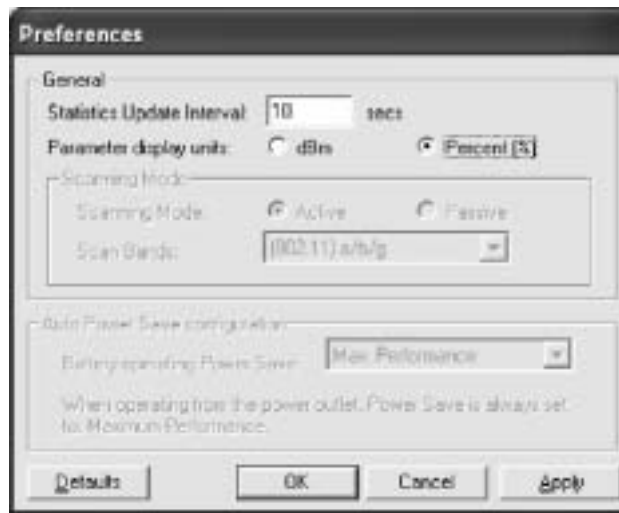 Preferences
General
Statistics Update Interval: 10 secs
Parameter display units: dBm Percent [%]
Scanning Mode
Scanning Mode: Active Passive
Scan Bands: (802.11) a/b/g
Auto Power Save configuration
Battery operating Power Save: Max Performance
When operating from the power outlet, Power Save is always set
to: Maximum Performance.
Defaults OK Cancel Apply